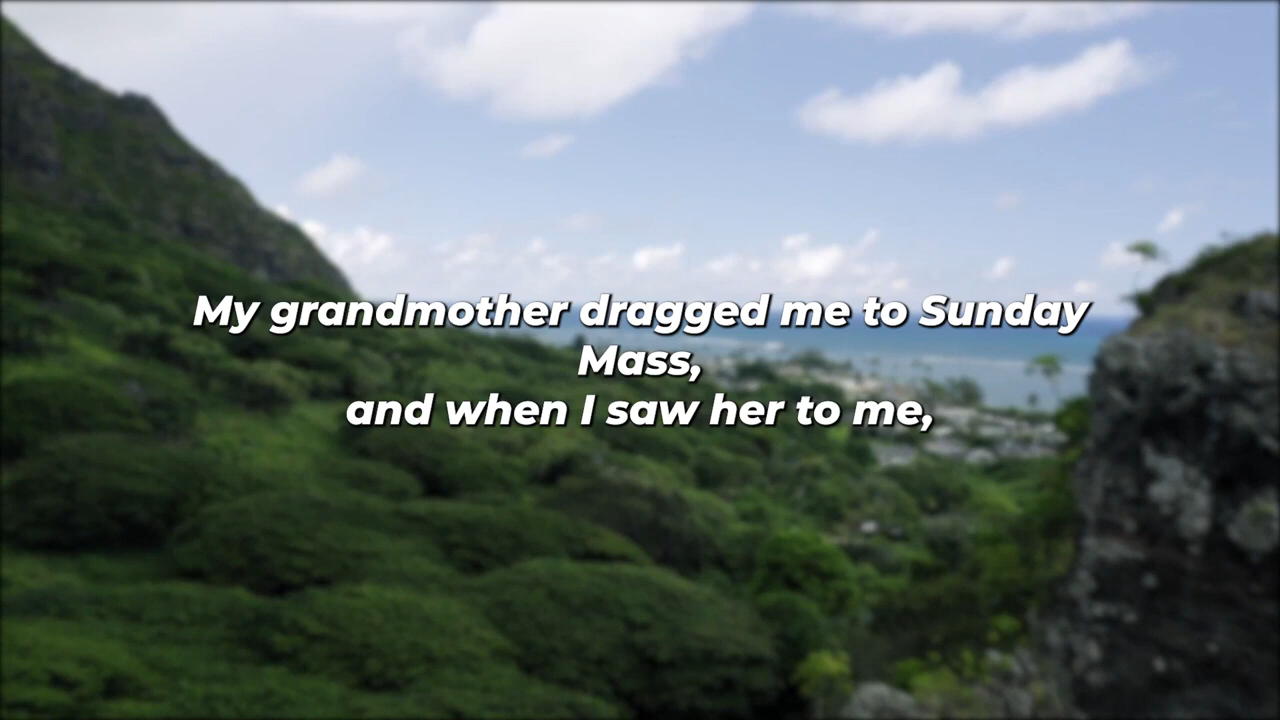 My grandmother dragged me to Sunday
Mass,
and when I saw her to me,